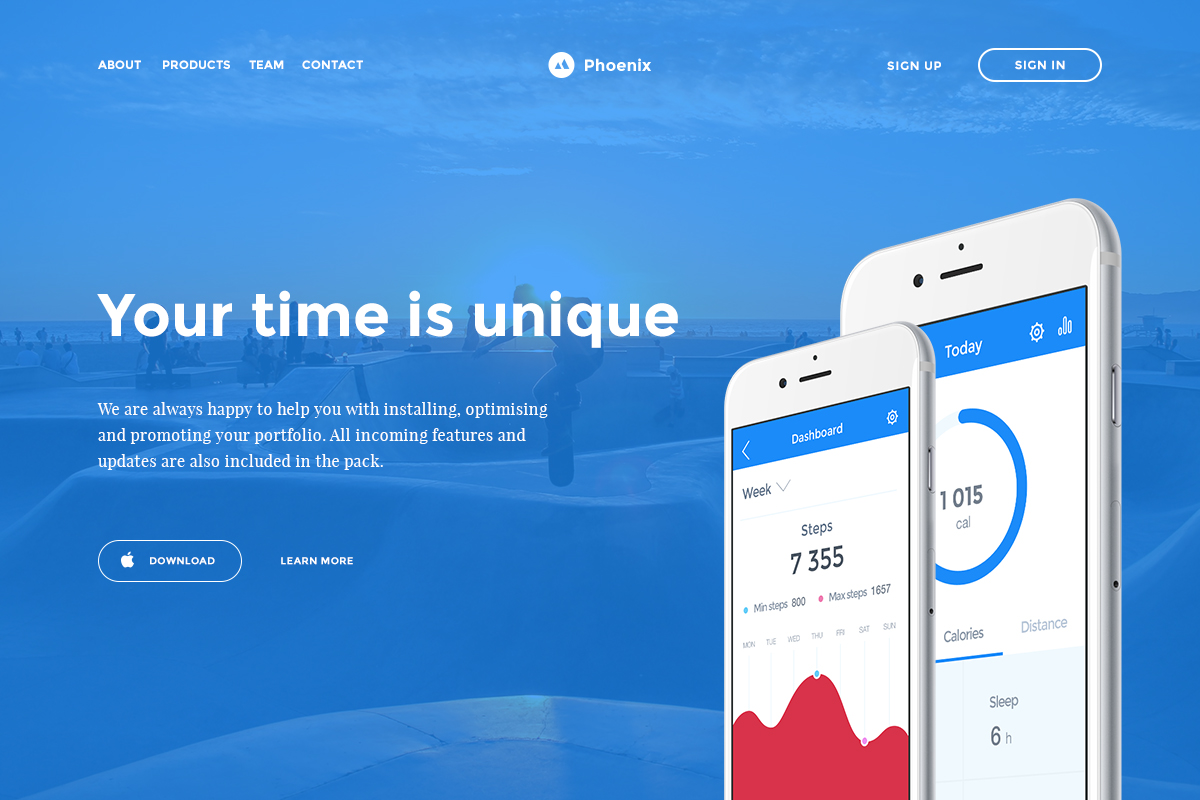 ABOUT PRODUCTS TEAM CONTACT
Phoenix
SIGN UP
SIGN IN
Your time is unique
We are always happy to help you with installing, optimising
and promoting your portfolio. All incoming features and
updates are also included in the pack.
DOWNLOAD
LEARN MORE
Dashboard
Week
Steps
7 355
Min steps 800 Max steps 1657
MON TUE WED THU FRI SAT SUN
Today
1 015
cal
Calories Distance
Sleep
6 h